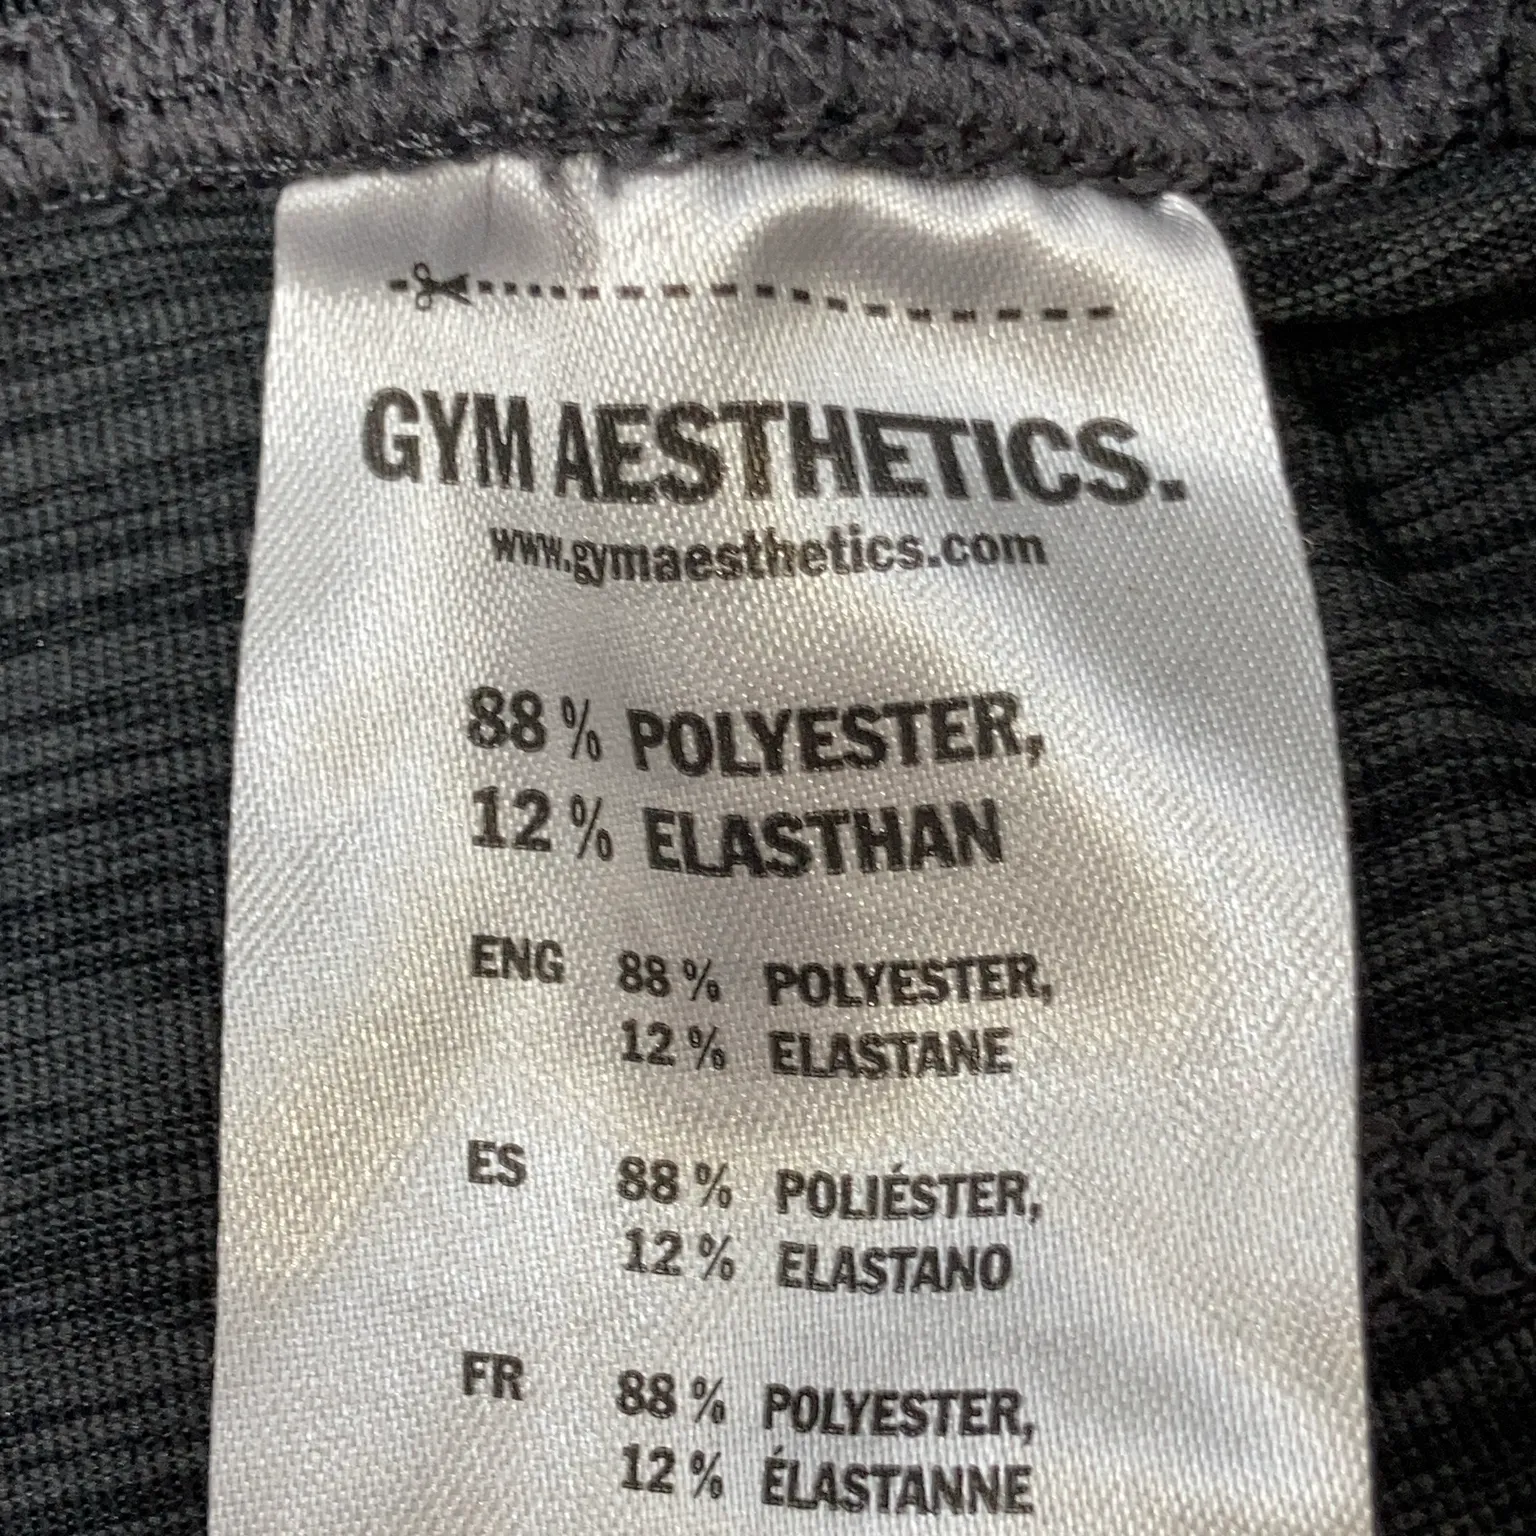 GYM AESTHETICS.
www.gymaesthetics.com
88 % POLYESTER,
12 % ELASTHAN
ENG 88 % POLYESTER,
12 % ELASTANE
ES 88 % POLIÉSTER,
12 % ELASTANO
FR 88 % POLYESTER,
12 % ÉLASTANNE